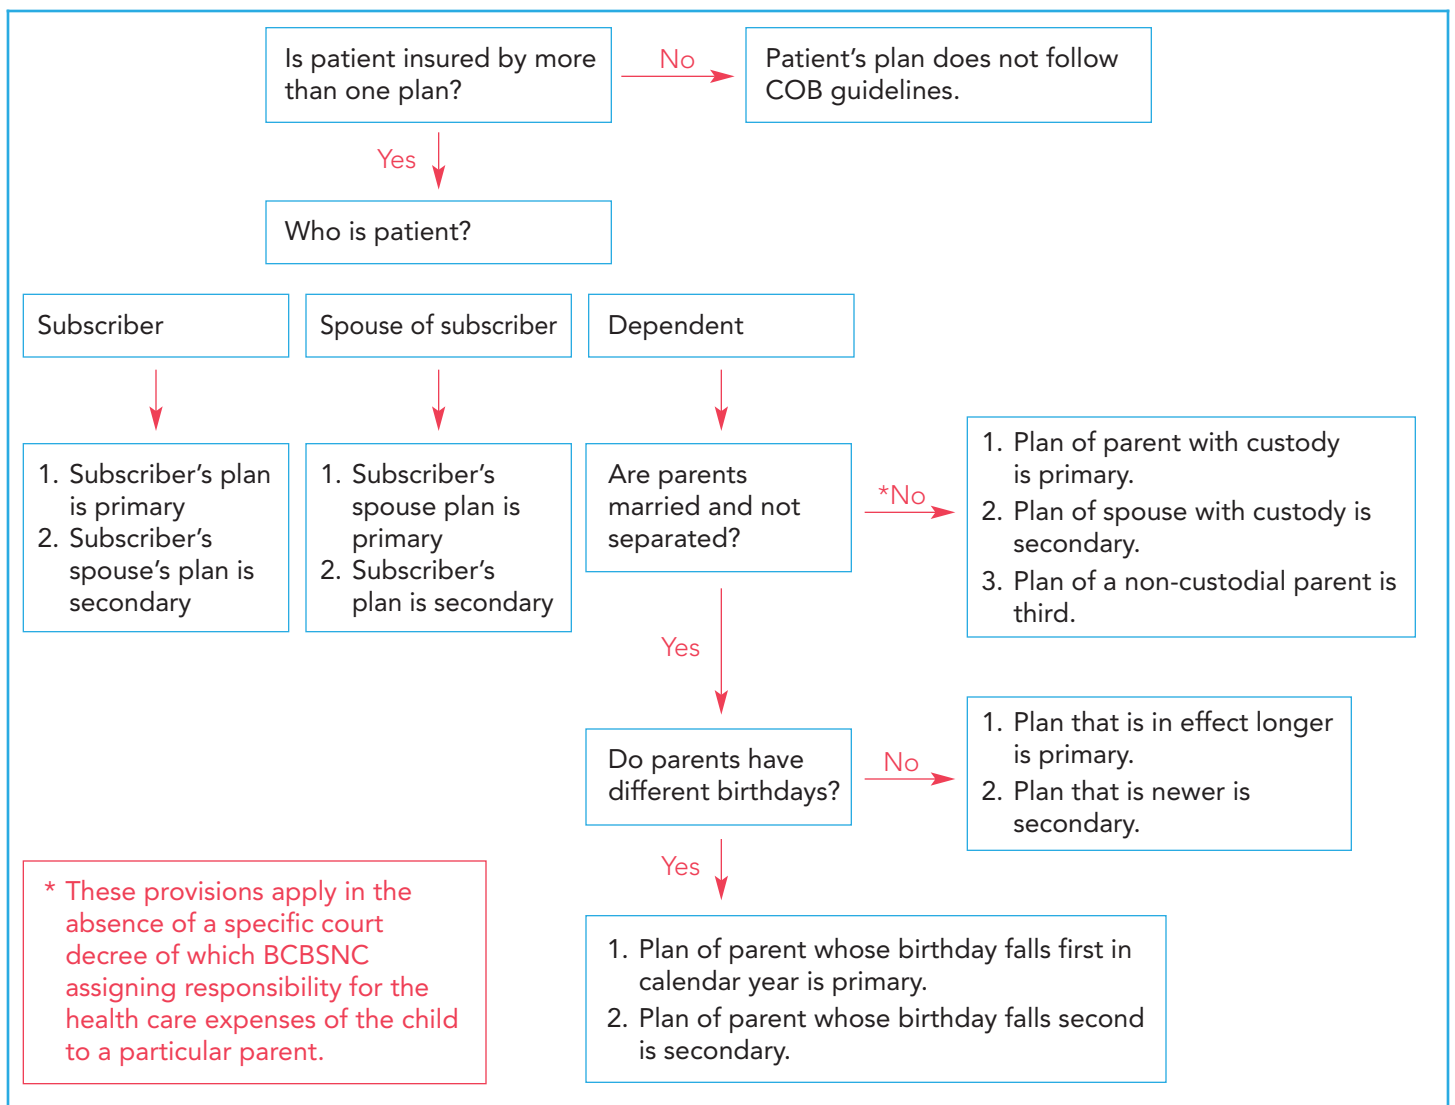 Is patient insured by more
than one plan?
No
Patient's plan does not follow
COB guidelines.
Yes
Who is patient?
Subscriber
Spouse of subscriber
Dependent
1. Subscriber's plan
is primary
2. Subscriber's
spouse's plan is
secondary
1. Subscriber's
spouse plan is
primary
2. Subscriber's
plan is secondary
Are parents
married and not
separated?
*No
1. Plan of parent with custody
is primary.
2. Plan of spouse with custody is
secondary.
3. Plan of a non-custodial parent is
third.
Yes
Do parents have
different birthdays?
No
1. Plan that is in effect longer
is primary.
2. Plan that is newer is
secondary.
Yes
1. Plan of parent whose birthday falls first in
calendar year is primary.
2. Plan of parent whose birthday falls second
is secondary.
* These provisions apply in the
absence of a specific court
decree of which BCBSNC
assigning responsibility for the
health care expenses of the child
to a particular parent.